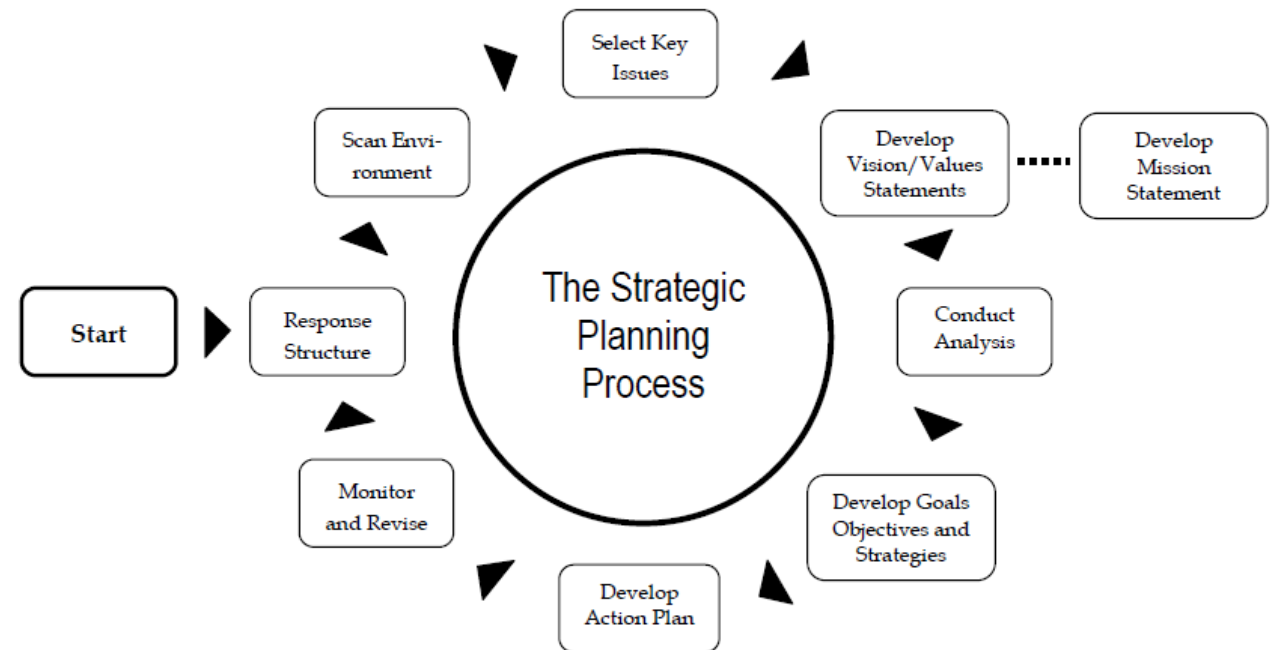 Select Key
Issues
Scan Envi-
ronment
Develop
Vision/Values
Statements
Develop
Mission
Statement
Start
Response
Structure
The Strategic
Planning
Process
Conduct
Analysis
Monitor
and Revise
Develop Goals
Objectives and
Strategies
Develop
Action Plan